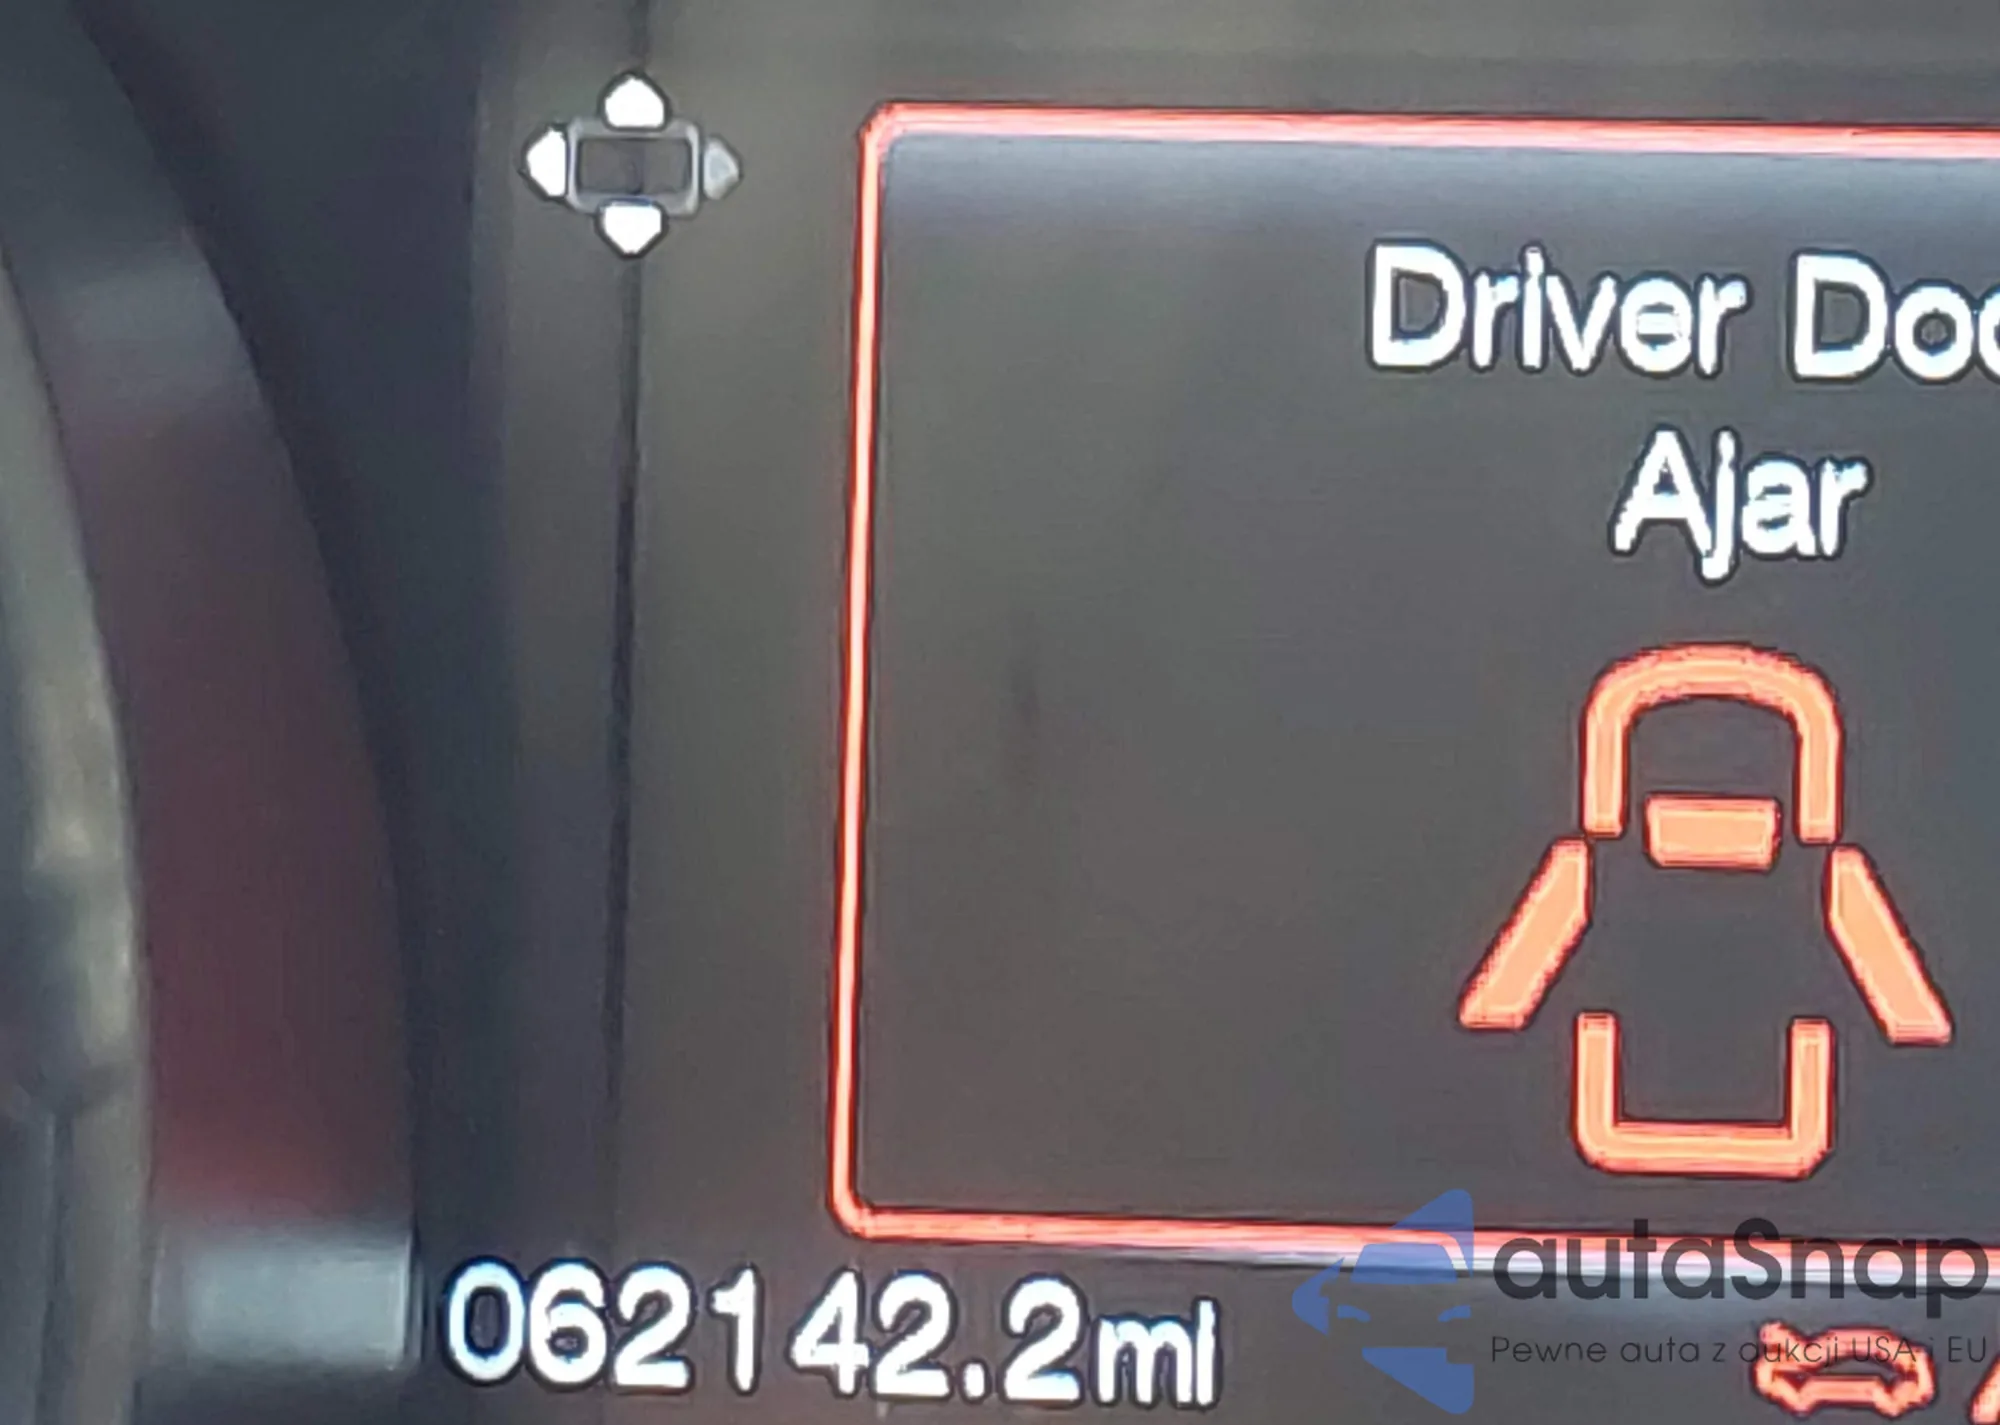 Driver Doo
Ajar
062142.2mi
autaSnap
Pewne auta z aukcji USA i EU